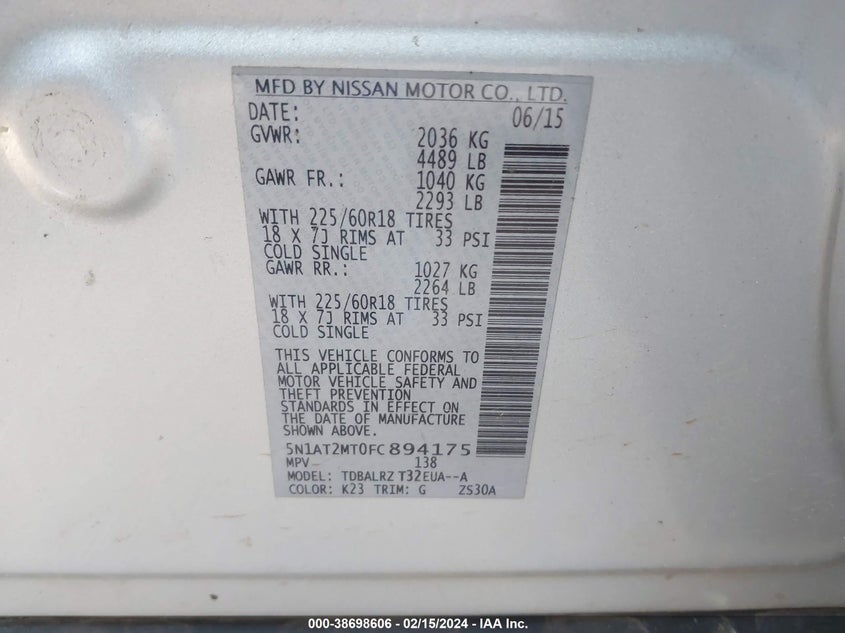 MFD BY NISSAN MOTOR CO., LTD.
DATE: 06/15
GVWR: 2036 KG
4489 LB
GAWR FR.: 1040 KG
2293 LB
WITH 225/60R18 TIRES
18 X 7J RIMS AT 33 PSI
COLD SINGLE
GAWR RR.: 1027 KG
2264 LB
WITH 225/60R18 TIRES
18 X 7J RIMS AT 33 PSI
COLD SINGLE
THIS VEHICLE CONFORMS TO
ALL APPLICABLE FEDERAL
MOTOR VEHICLE SAFETY AND
THEFT PREVENTION
STANDARDS IN EFFECT ON
THE DATE OF MANUFACTURE
SHOWN ABOVE.
5N1AT2MT0FC894175
MPV 138
MODEL: TDBALRZ T32EUA--A
COLOR: K23 TRIM: G ZS30A
000-38698606 - 02/15/2024 - IAA Inc.